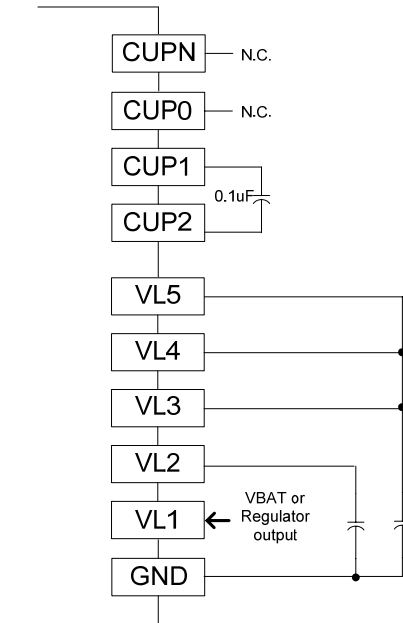 CUPN
N.C.
CUP0
N.C.
CUP1
0.1uF
CUP2
VL5
VL4
VL3
VL2
VL1
VBAT or
Regulator
output
GND